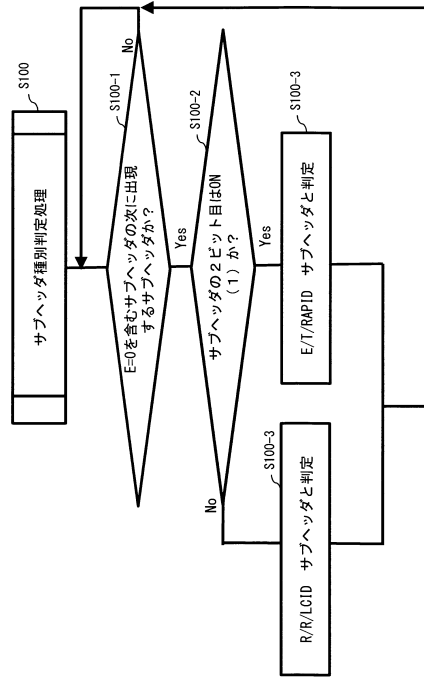 S100
サブヘッダ種別判定処理
S100-1
E=0を含むサブヘッダの次に出現
するサブヘッダか?
No
Yes
S100-2
サブヘッダの2ビット目はON
(1)か?
No
Yes
S100-3
R/R/LCID サブヘッダと判定
S100-3
E/T/RAPID サブヘッダと判定